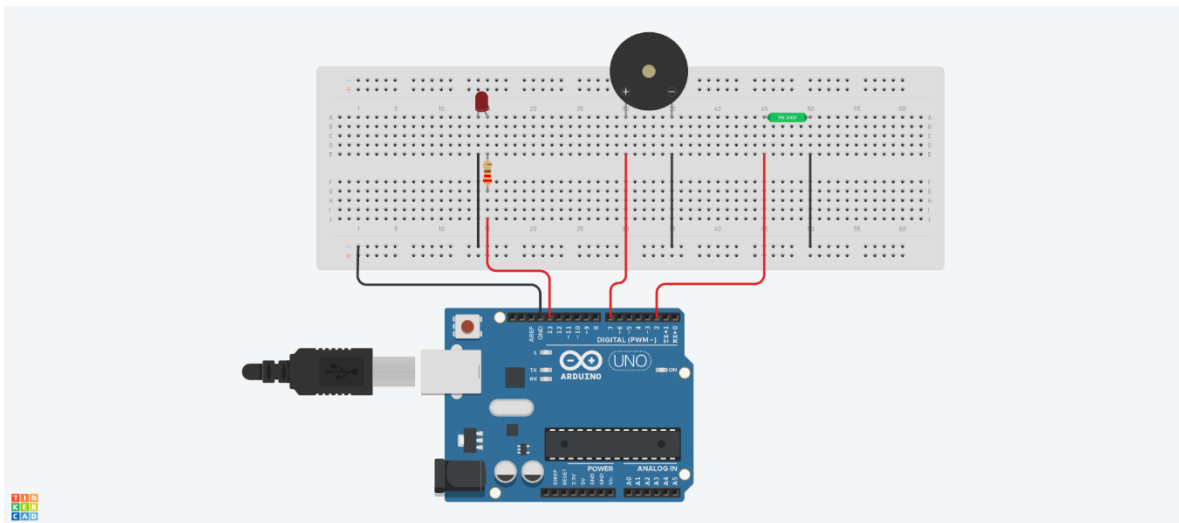 1 5 10 15 20 25 30 35 40 45 50 55 60
A
B
C
D
E
F
G
H
I
J
AREF
GND
13
12
~11
~10
~9
8
7
~6
~5
4
~3
2
TX→1
RX←0
DIGITAL (PWM~)
L
TX
RX
UNO
ARDUINO
ON
POWER
ANALOG IN
IOREF
RESET
3.3V
5V
GND
GND
Vin
A0
A1
A2
A3
A4
A5
TIN
KER
CAD